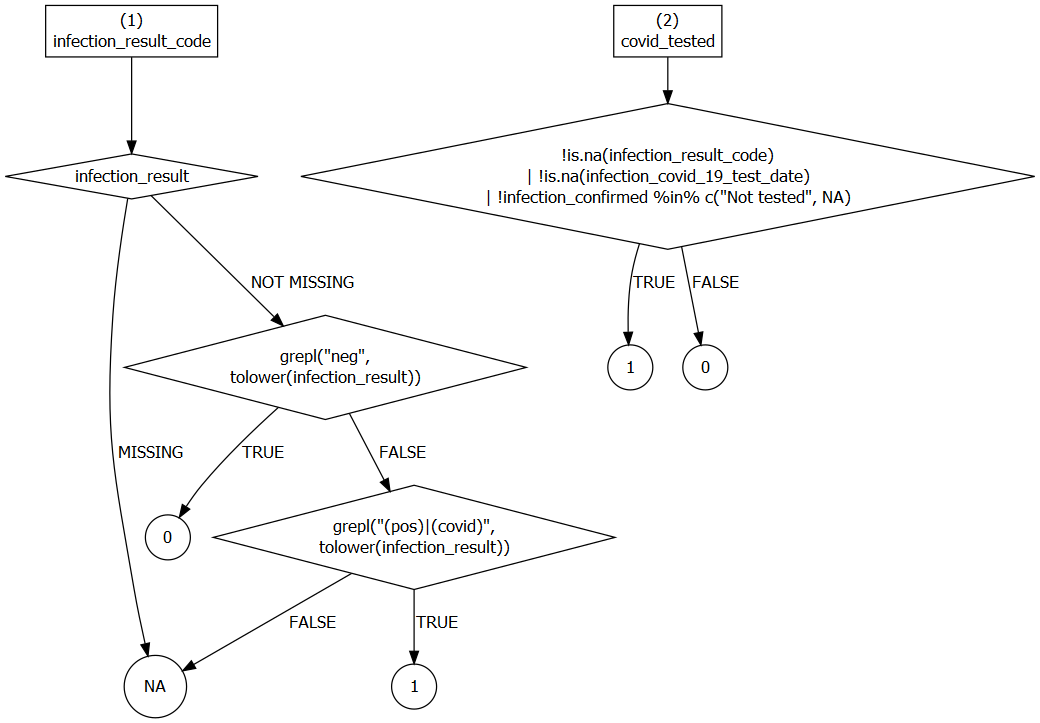 (1)
infection_result_code
(2)
covid_tested
infection_result
!is.na(infection_result_code)
| !is.na(infection_covid_19_test_date)
| !infection_confirmed %in% c("Not tested", NA)
NOT MISSING
TRUE
FALSE
grepl("neg",
tolower(infection_result))
1
0
MISSING
TRUE
FALSE
0
grepl("(pos)|(covid)",
tolower(infection_result))
FALSE
TRUE
NA
1